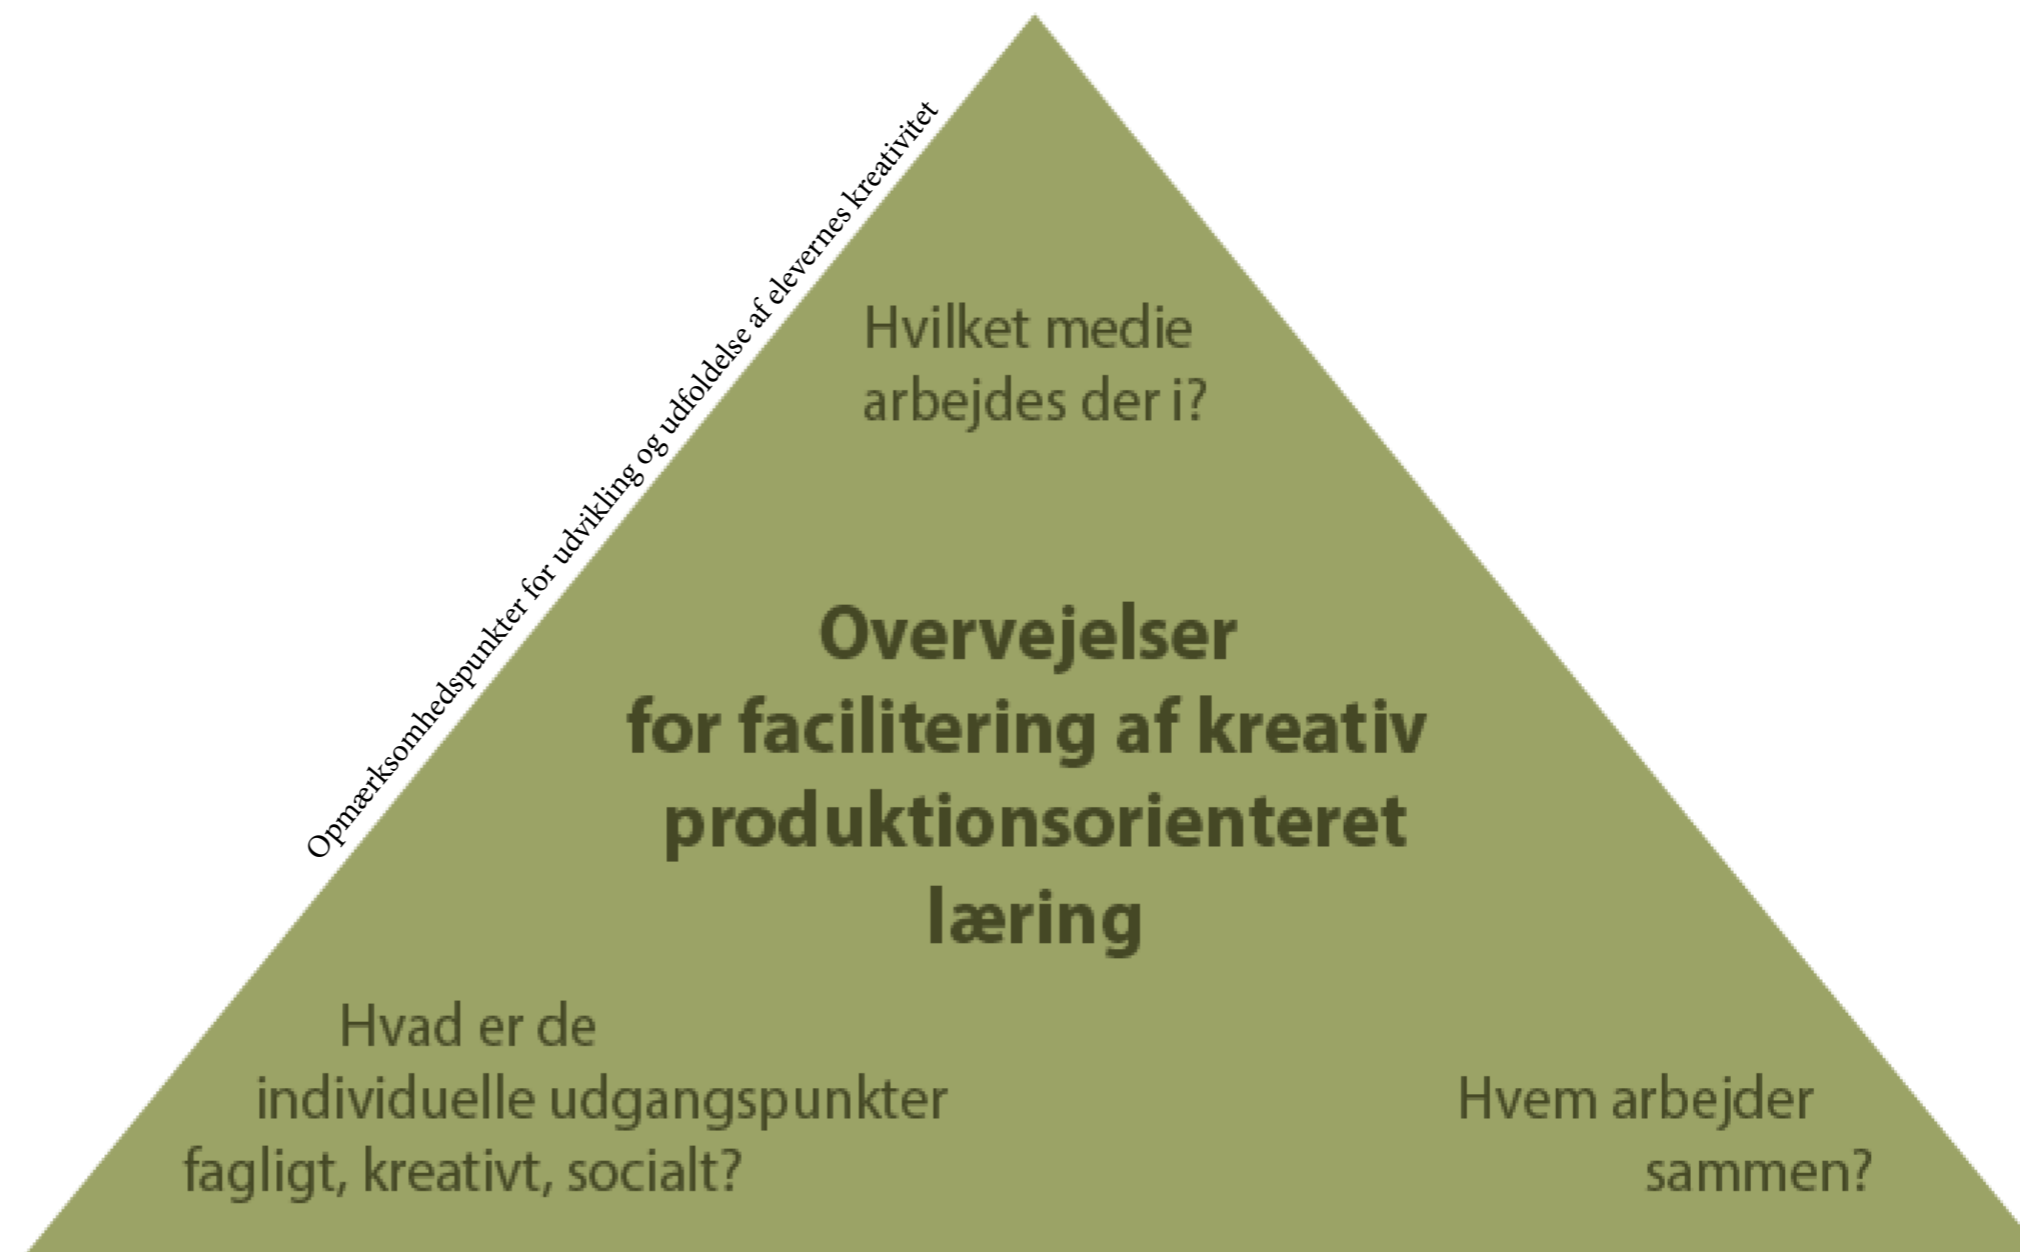 Opmærksomhedspunkter for udvikling og udfoldelse af elevernes kreativitet
Hvilket medie
arbejdes der i?
Overvejelser
for facilitering af kreativ
produktionsorienteret
læring
Hvad er de
individuelle udgangspunkter
fagligt, kreativt, socialt?
Hvem arbejder
sammen?